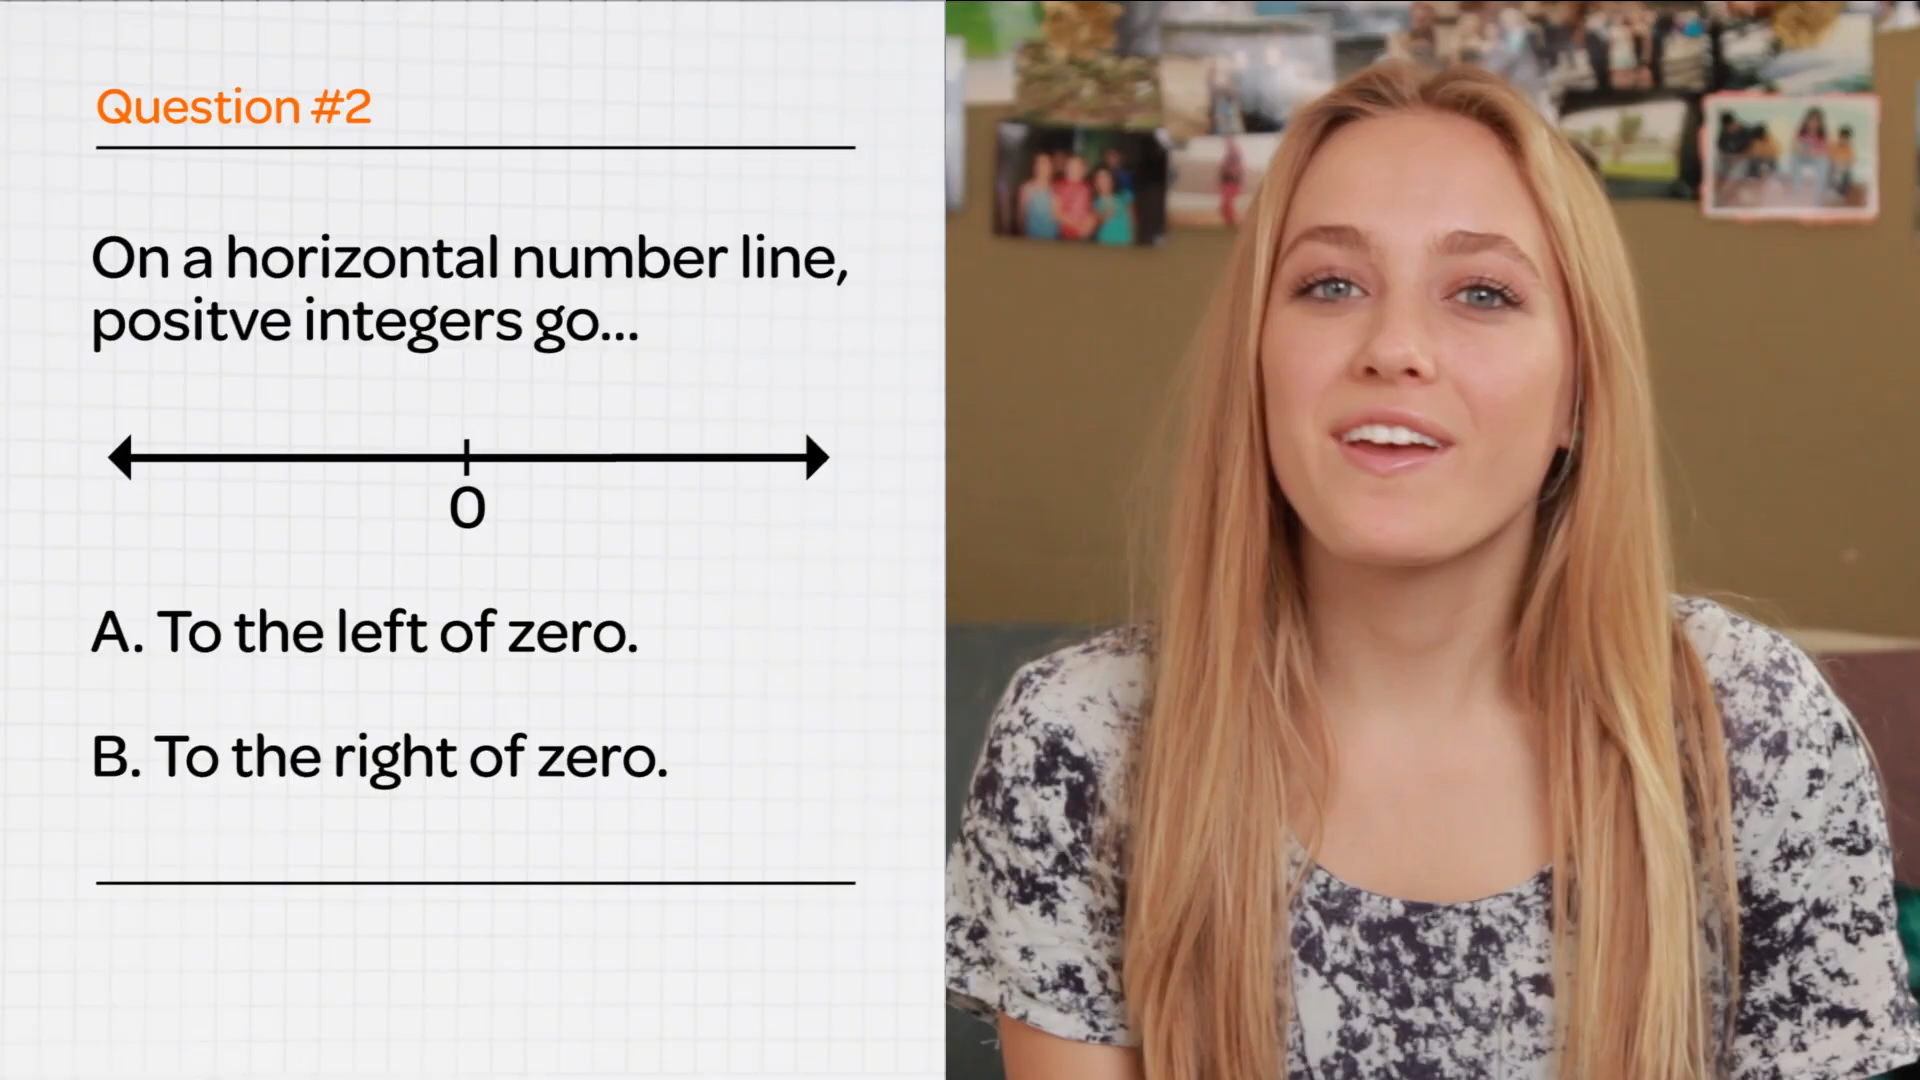 Question #2
On a horizontal number line,
positve integers go...
0
A. To the left of zero.
B. To the right of zero.